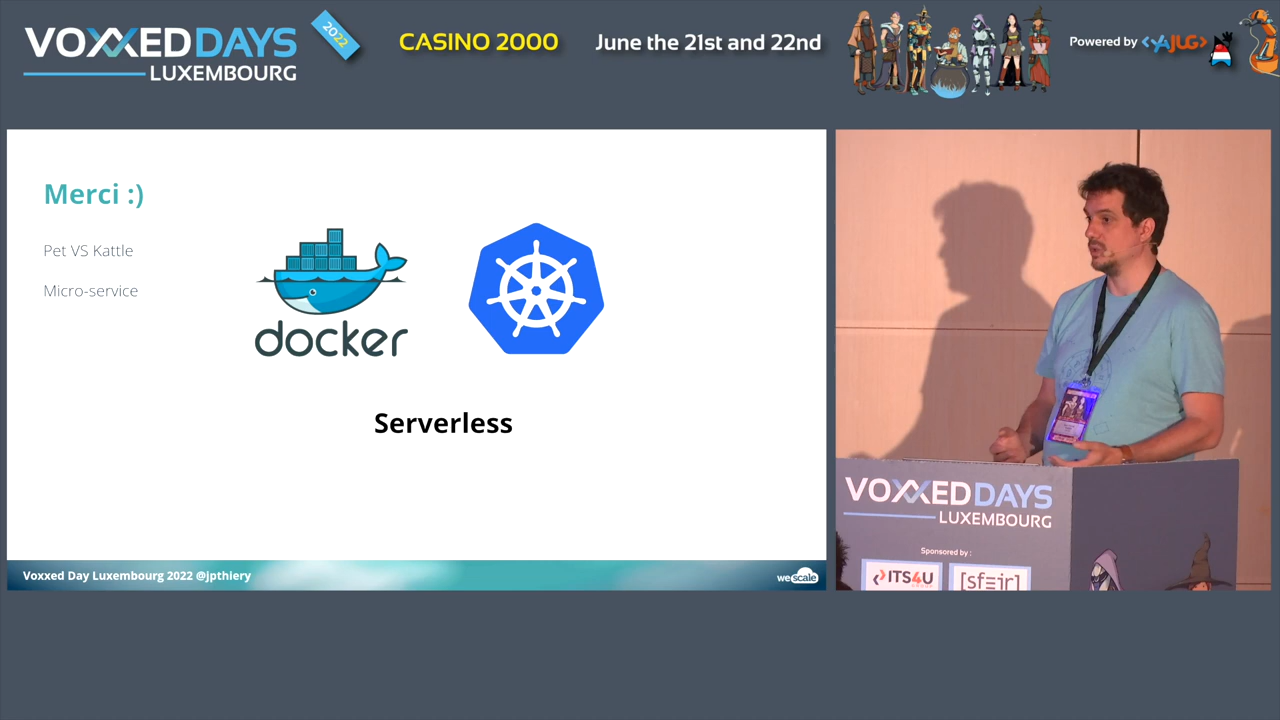 VOXXED DAYS
LUXEMBOURG
2022
CASINO 2000
June the 21st and 22nd
Powered by <YAJUG>
Merci :)
Pet VS Kattle
Micro-service
docker
Serverless
Voxxed Day Luxembourg 2022 @jpthiery
wescale
VOXXED DAYS
LUXEMBOURG
Sponsored by :
ITS4U
[sfeir]